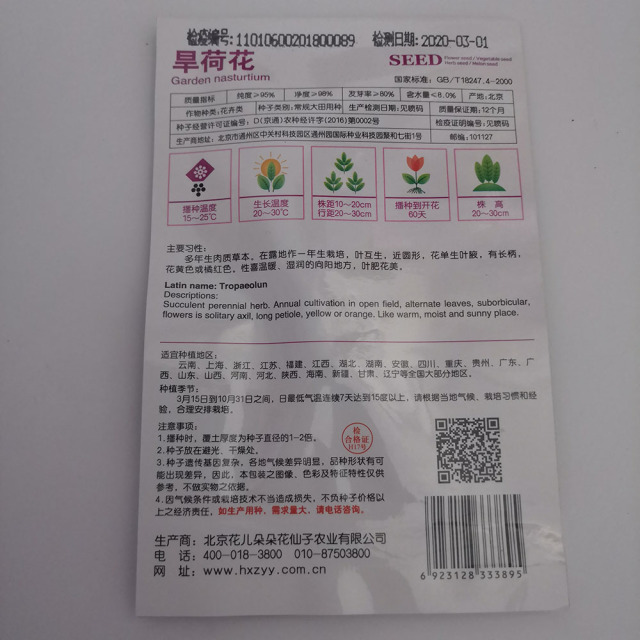 检疫编号:11010600201800089 检测日期:2020-03-01
旱荷花
Garden nasturtium
SEED
Flower seed / Vegetable seed
Herb seed / Melon seed
国家标准: GB/T18247.4-2000
质量指标 纯度≥95% 净度≥98% 发芽率≥80% 含水量<8.0% 产地:北京
作物种类:花卉类 种子类别:常规大田用种 生产检测日期:见喷码 质量保证期:12个月
种子经营许可证编号: D(京通)农种经许字(2016)第0002号 检疫证明编号:见喷码
生产商地址: 北京市通州区中关村科技园区通州园国际种业科技园聚和七街1号 邮编:101127
播种温度
15~25℃
生长温度
20~30℃
株距10~20cm
行距20~30cm
播种到开花
60天
株 高
20~30cm
主要习性:
多年生肉质草本，在露地作一年生栽培，叶互生，近圆形，花单生叶腋，有长柄，
花黄色或橘红色。性喜温暖、湿润的向阳地方，叶肥花美。
Latin name: Tropaeolun
Descriptions:
Succulent perennial herb. Annual cultivation in open field, alternate leaves, suborbicular,
flowers is solitary axil, long petiole, yellow or orange. Like warm, moist and sunny place.
适宜种植地区:
云南、上海、浙江、江苏、福建、江西、湖北、湖南、安徽、四川、重庆、贵州、广东、广
西、山东、山西、河南、河北、陕西、海南、新疆、甘肃、辽宁等全国大部分地区。
种植季节:
3月15日到10月31日之间，日最低气温连续7天达到15度以上，请根据当地气候、栽培习惯和经
验，合理安排栽培。
注意事项:
1.播种时，覆土厚度为种子直径的1-2倍。
2.种子放在避光、干燥处。
3.种子遗传基因复杂，各地气候差异明显，品种形状有可
能出现差异，因此，本包装之图像、色彩及特征特性仅供
参考，不做实物之依据。
4.因气候条件或栽培技术不当造成损失，不负种子价格以
上之经济责任，如生产用种，需求量大，请电话咨询。
检
合格证
H17号
生产商: 北京花儿朵朵花仙子农业有限公司
电 话: 400-018-3800 010-87503800
网 址: www.hxzyy.com.cn
6 923128 333895